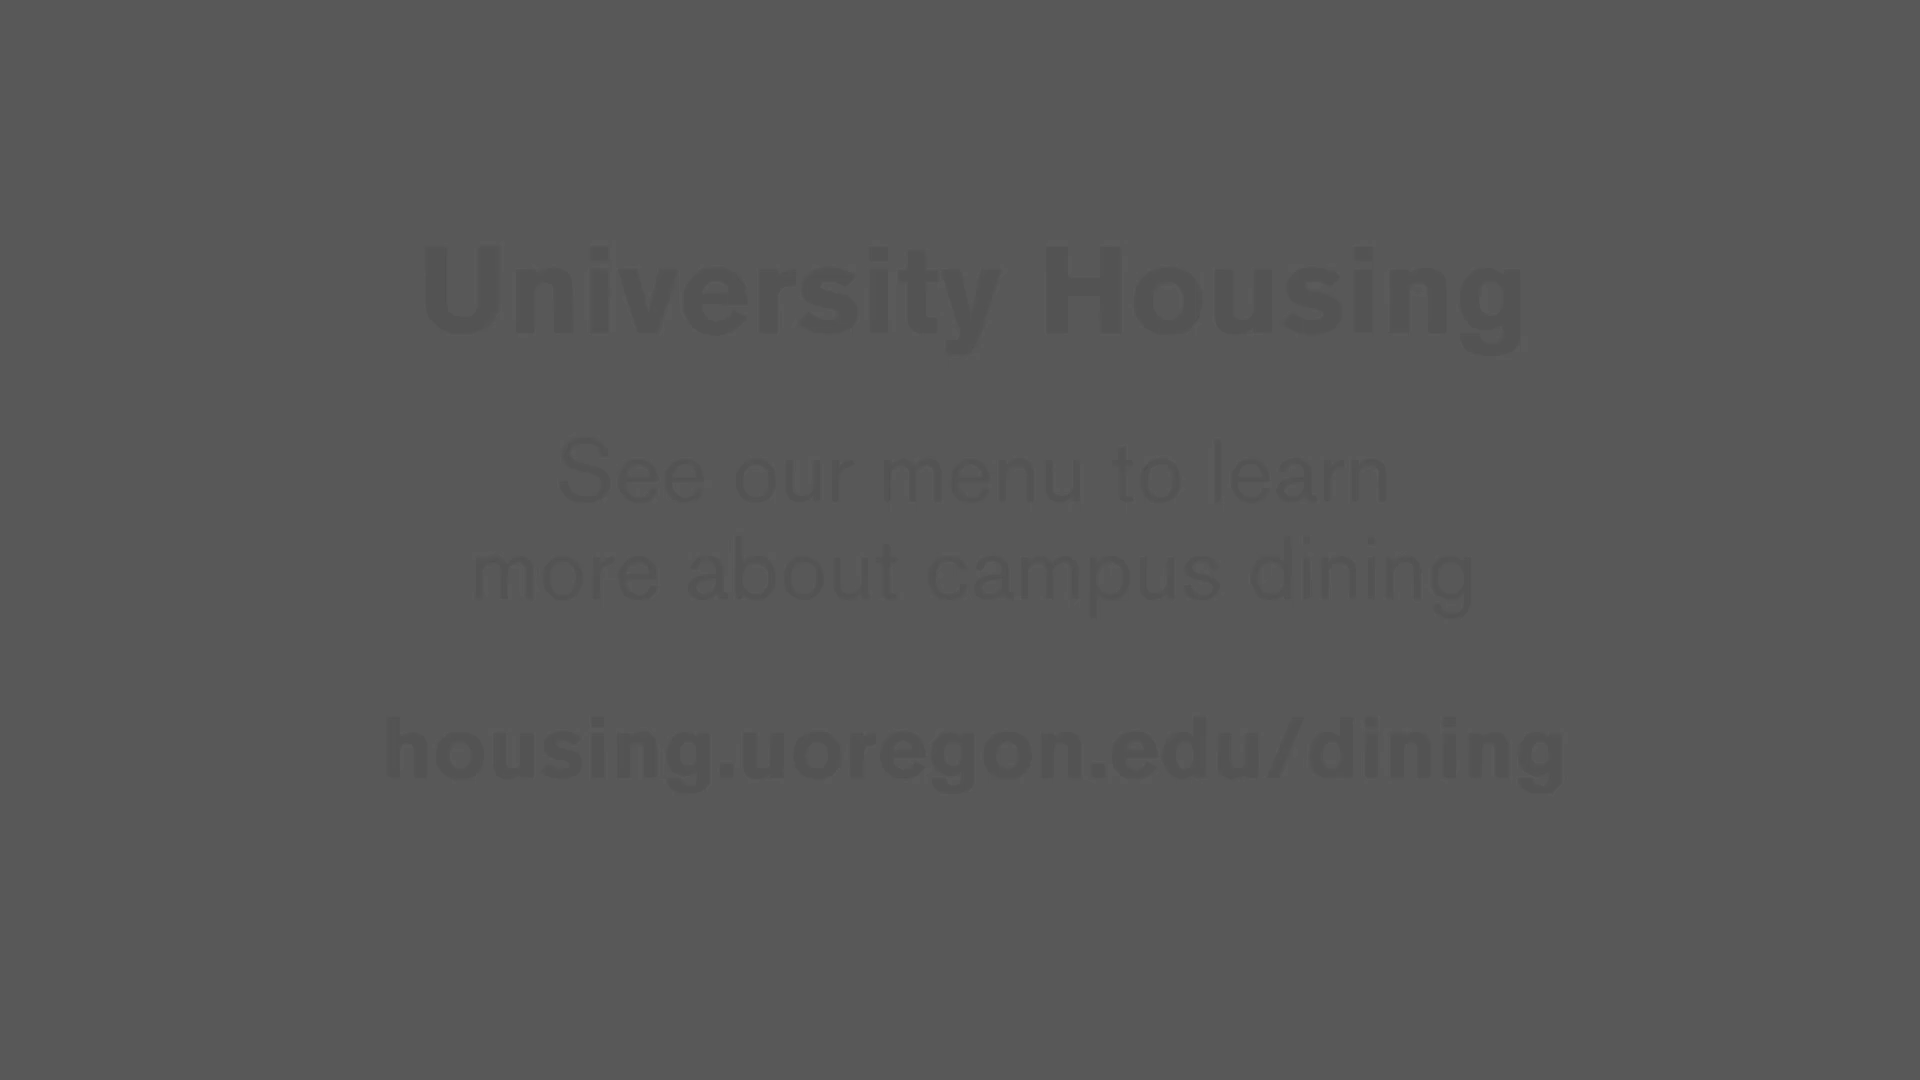 University Housing
See our menu to learn
more about campus dining
housing.uoregon.edu/dining